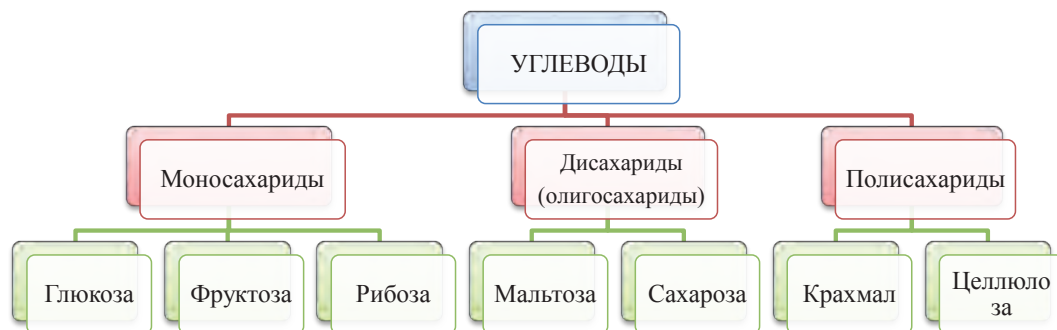 УГЛЕВОДЫ
Моносахариды
Дисахариды
(олигосахариды)
Полисахариды
Глюкоза
Фруктоза
Рибоза
Мальтоза
Сахароза
Крахмал
Целлюло
за